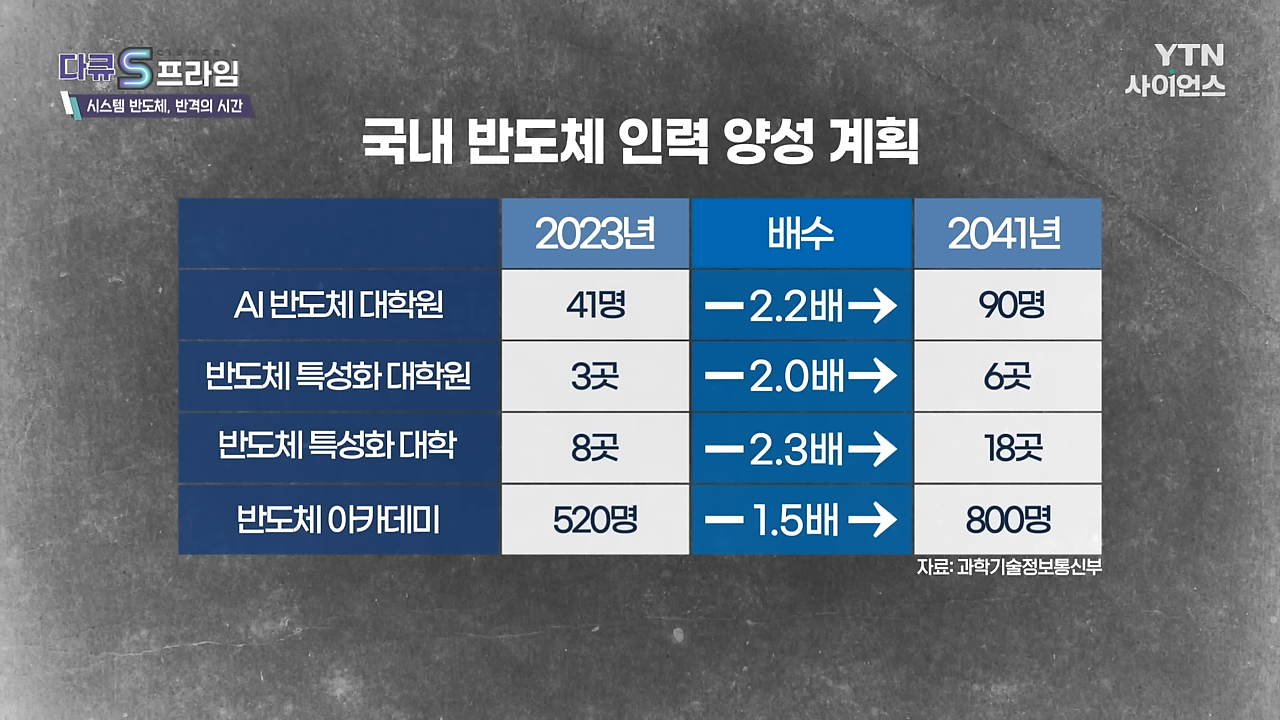 다큐 S 프라임
시스템 반도체, 반격의 시간
YTN
사이언스
국내 반도체 인력 양성 계획
2023년 배수 2041년
AI 반도체 대학원 41명 2.2배 90명
반도체 특성화 대학원 3곳 2.0배 6곳
반도체 특성화 대학 8곳 2.3배 18곳
반도체 아카데미 520명 1.5배 800명
자료: 과학기술정보통신부